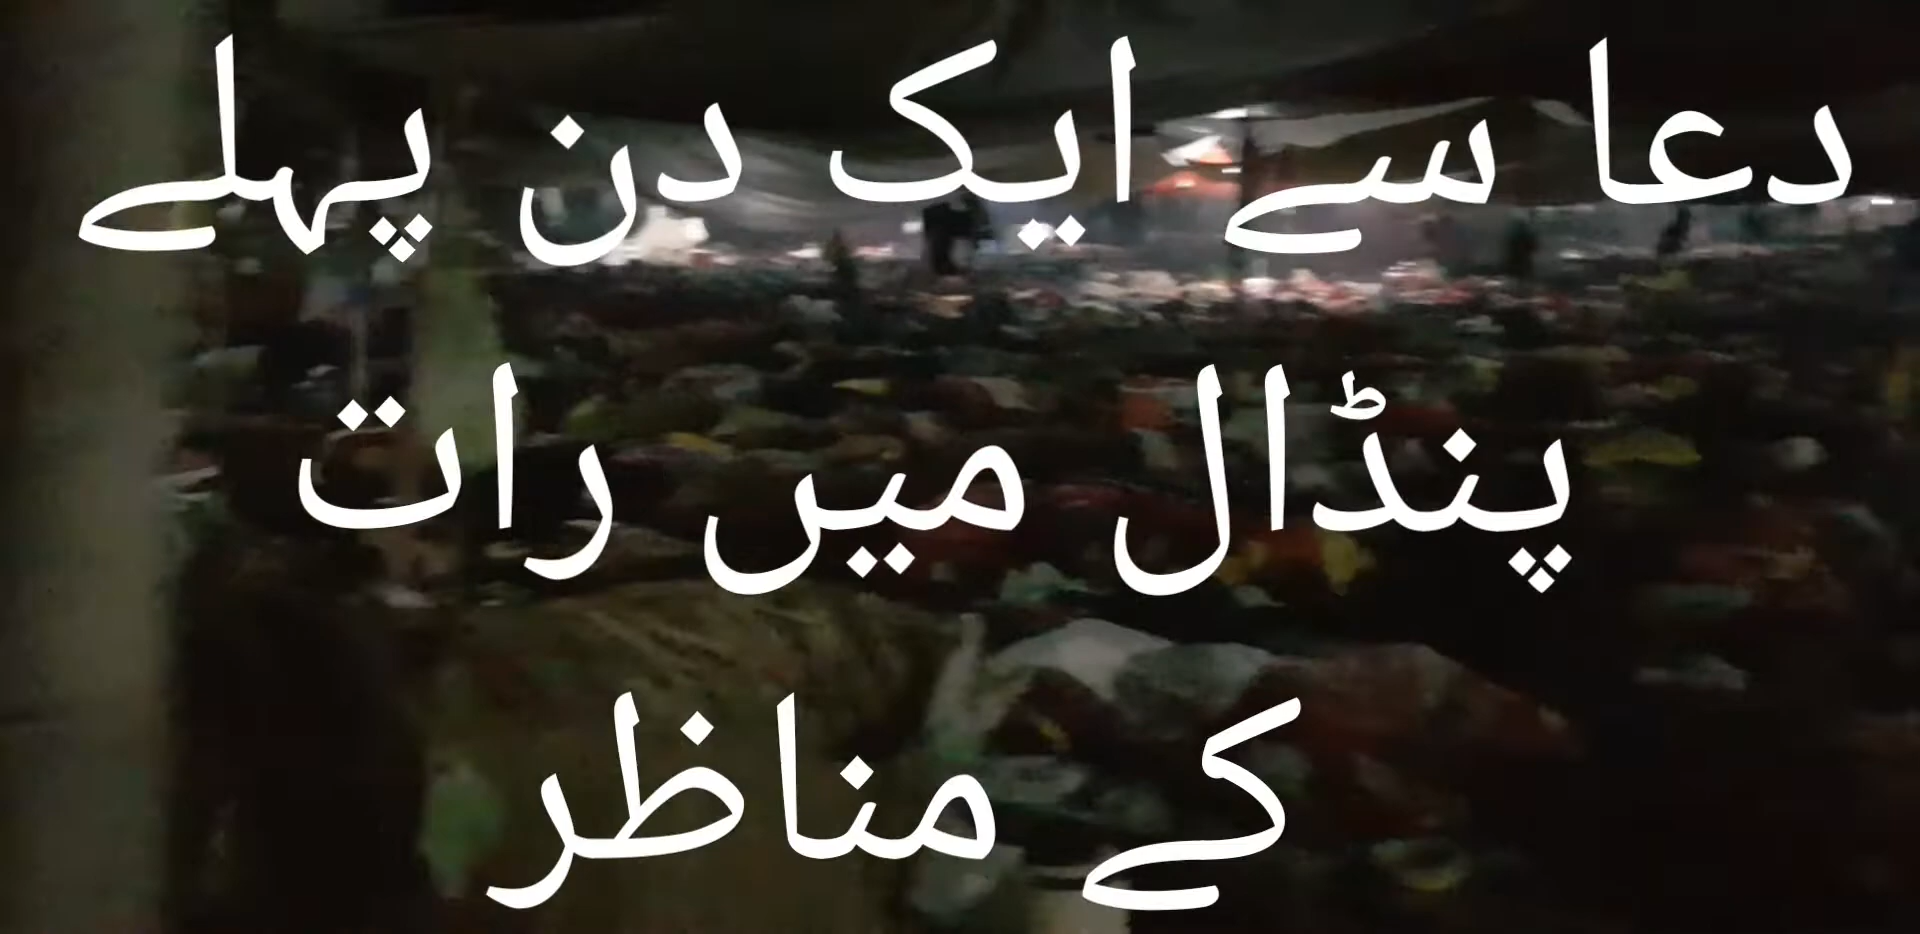 دعا سے ایک دن پہلے
پنڈال میں رات
کے مناظر